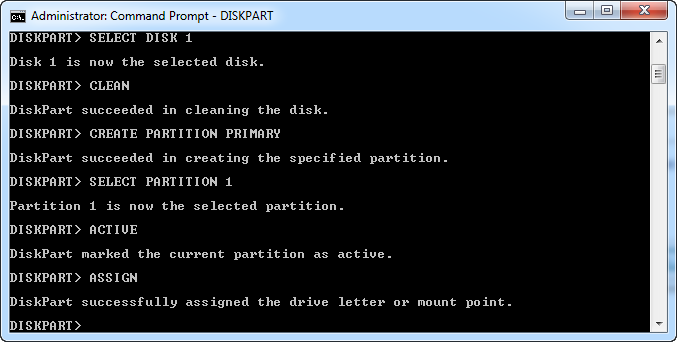 Administrator: Command Prompt - DISKPART
DISKPART> SELECT DISK 1
Disk 1 is now the selected disk.
DISKPART> CLEAN
DiskPart succeeded in cleaning the disk.
DISKPART> CREATE PARTITION PRIMARY
DiskPart succeeded in creating the specified partition.
DISKPART> SELECT PARTITION 1
Partition 1 is now the selected partition.
DISKPART> ACTIVE
DiskPart marked the current partition as active.
DISKPART> ASSIGN
DiskPart successfully assigned the drive letter or mount point.
DISKPART>